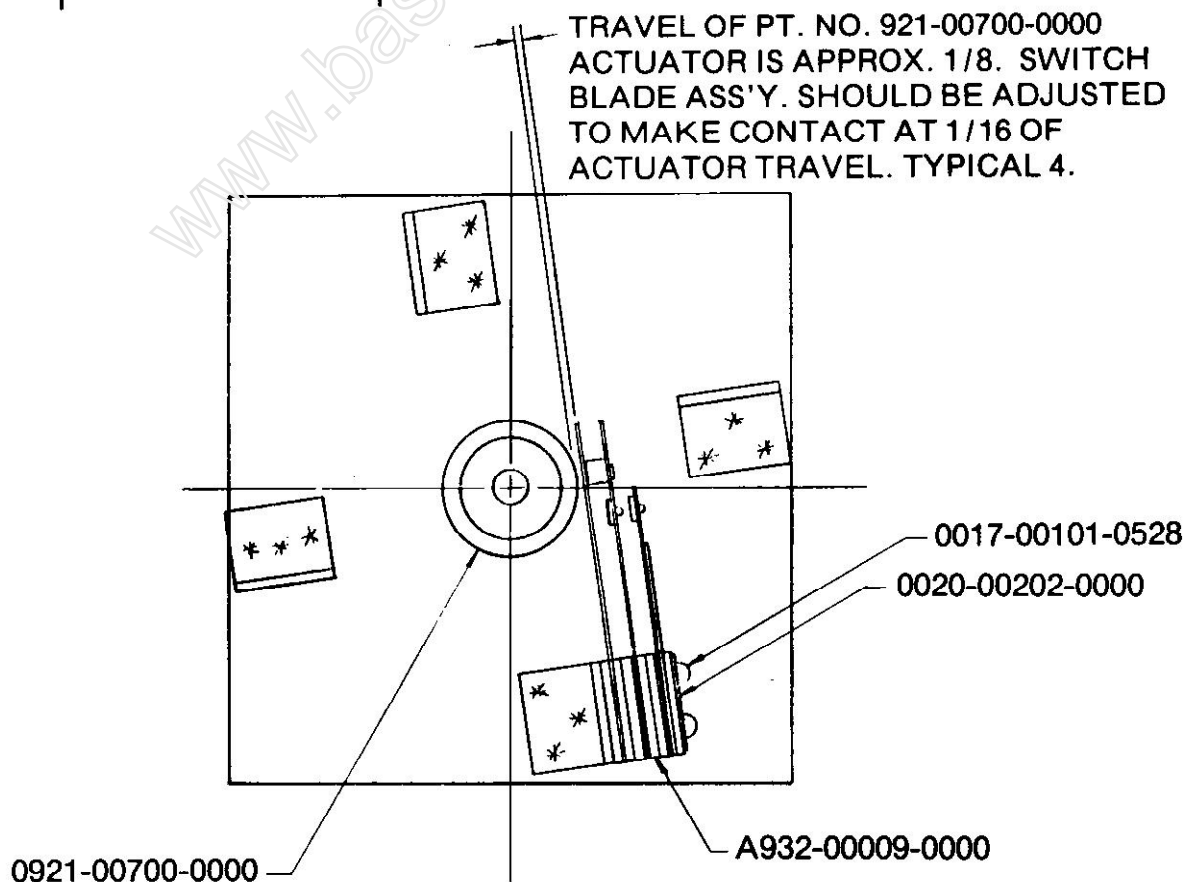 TRAVEL OF PT. NO. 921-00700-0000
ACTUATOR IS APPROX. 1/8. SWITCH
BLADE ASS'Y. SHOULD BE ADJUSTED
TO MAKE CONTACT AT 1/16 OF
ACTUATOR TRAVEL. TYPICAL 4.
www.bas
0017-00101-0528
0020-00202-0000
A932-00009-0000
0921-00700-0000